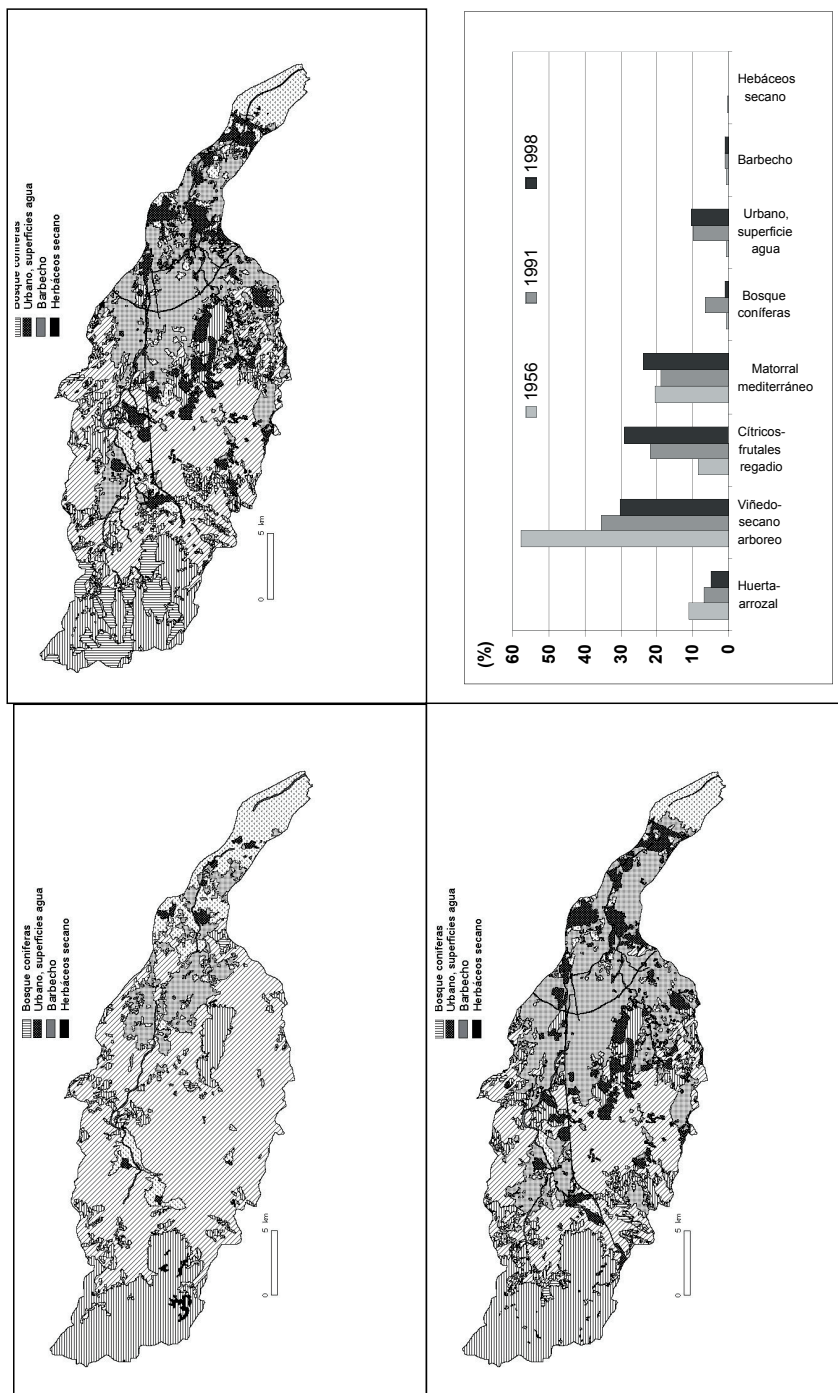 Bosque coníferas
Urbano, superficies agua
Barbecho
Herbáceos secano
0 5 km
Bosque coníferas
Urbano, superficies agua
Barbecho
Herbáceos secano
0 5 km
Bosque coníferas
Urbano, superficies agua
Barbecho
Herbáceos secano
0 5 km
(%)
60
50
40
30
20
10
0
1956
1991
1998
Huerta-
arrozal
Viñedo-
secano
arboreo
Cítricos-
frutales
regadio
Matorral
mediterráneo
Bosque
coníferas
Urbano,
superficie
agua
Barbecho
Hebáceos
secano